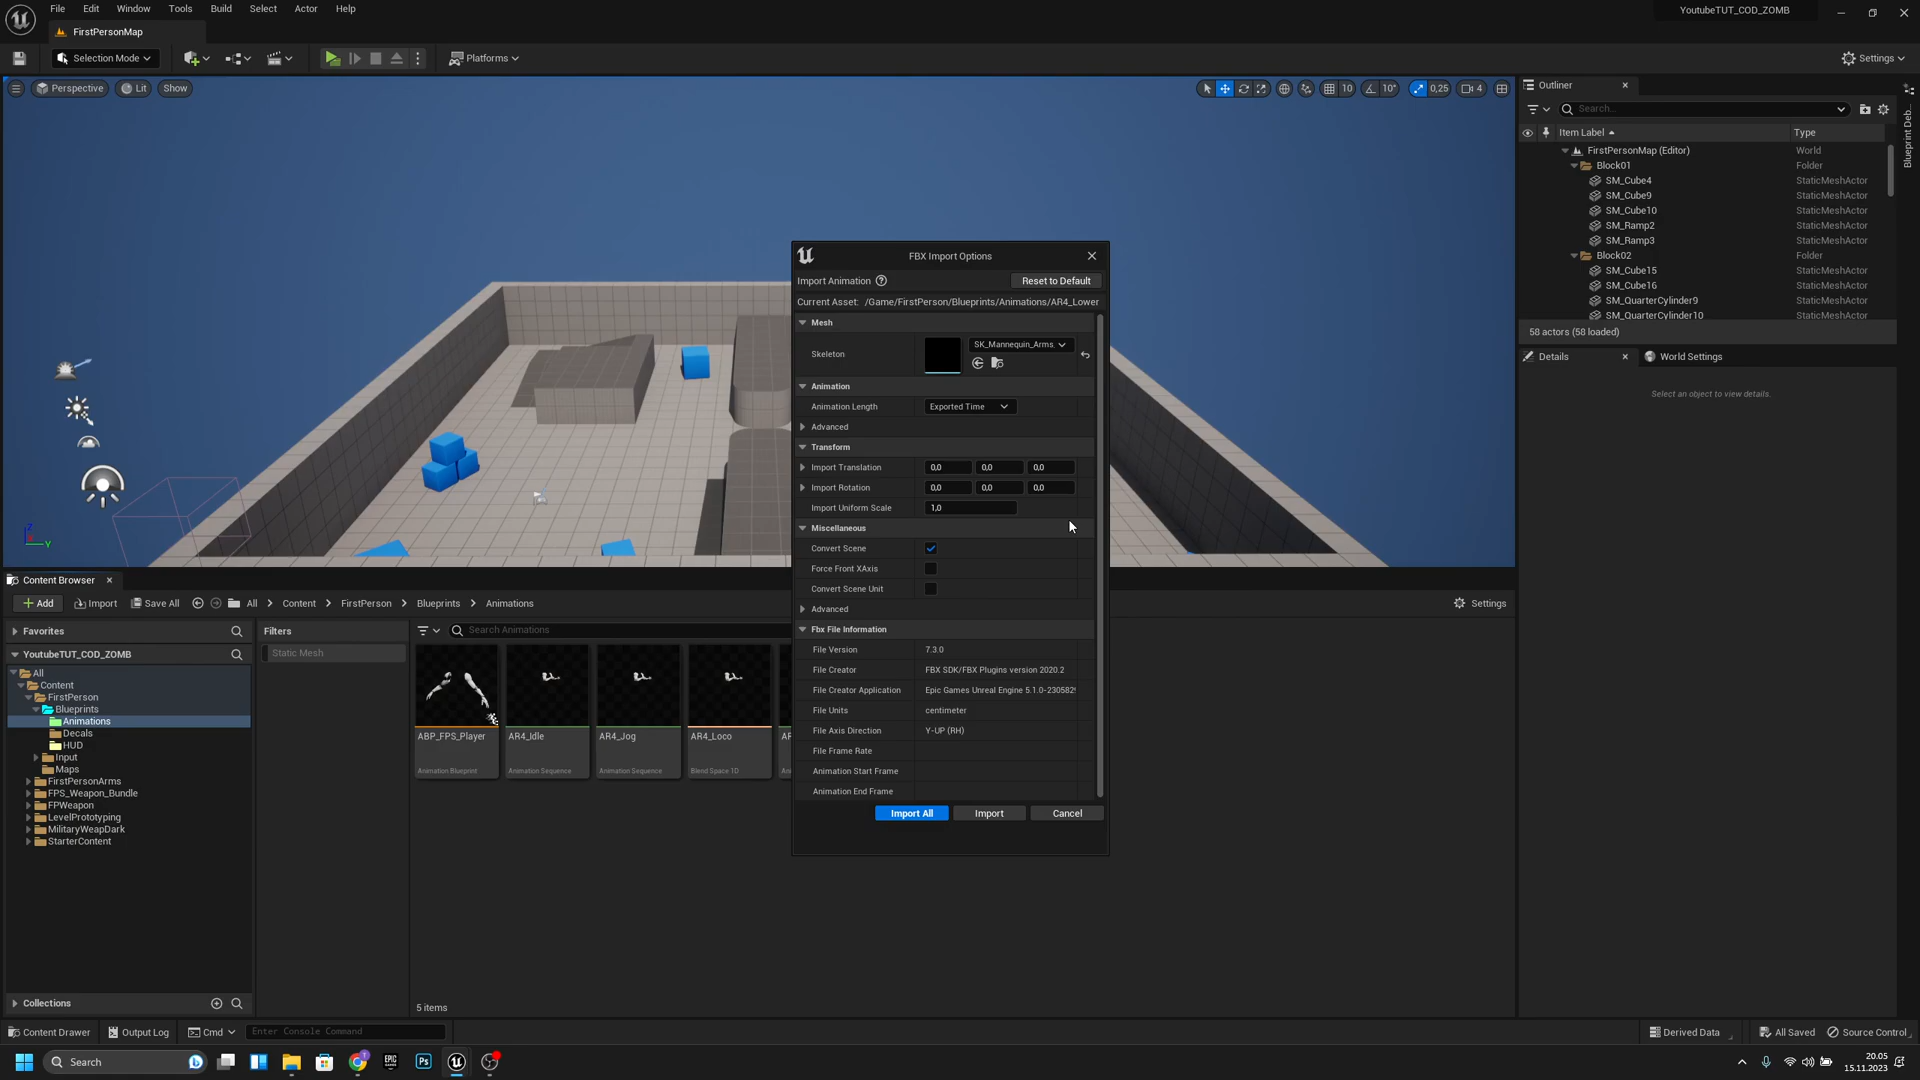 File Edit Window Tools Build Select Actor Help
YoutubeTUT_COD_ZOMB
FirstPersonMap
Selection Mode
Platforms
Settings
Perspective Lit Show
10 10° 0,25 4
Outliner
Search...
Item Label Type
FirstPersonMap (Editor) World
Block01 Folder
SM_Cube4 StaticMeshActor
SM_Cube9 StaticMeshActor
SM_Cube10 StaticMeshActor
SM_Ramp2 StaticMeshActor
SM_Ramp3 StaticMeshActor
Block02 Folder
SM_Cube15 StaticMeshActor
SM_Cube16 StaticMeshActor
SM_QuarterCylinder9 StaticMeshActor
SM_QuarterCylinder10 StaticMeshActor
58 actors (58 loaded)
Blueprint Deb...
Details World Settings
Select an object to view details.
FBX Import Options
Import Animation Reset to Default
Current Asset: /Game/FirstPerson/Blueprints/Animations/AR4_Lower
Mesh
Skeleton SK_Mannequin_Arms.
Animation
Animation Length Exported Time
Advanced
Transform
Import Translation 0,0 0,0 0,0
Import Rotation 0,0 0,0 0,0
Import Uniform Scale 1,0
Miscellaneous
Convert Scene
Force Front XAxis
Convert Scene Unit
Advanced
Fbx File Information
File Version 7.3.0
File Creator FBX SDK/FBX Plugins version 2020.2
File Creator Application Epic Games Unreal Engine 5.1.0-230582
File Units centimeter
File Axis Direction Y-UP (RH)
File Frame Rate
Animation Start Frame
Animation End Frame
Import All Import Cancel
Z
Y
Content Browser
Add Import Save All All Content FirstPerson Blueprints Animations Settings
Favorites
YoutubeTUT_COD_ZOMB
All
Content
FirstPerson
Blueprints
Animations
Decals
HUD
Input
Maps
FirstPersonArms
FPS_Weapon_Bundle
FPWeapon
LevelPrototyping
MilitaryWeapDark
StarterContent
Collections
Filters
Static Mesh
Search Animations
ABP_FPS_Player AR4_Idle AR4_Jog AR4_Loco
Animation Blueprint Animation Sequence Animation Sequence Blend Space 1D
5 items
Content Drawer Output Log Cmd Enter Console Command
Derived Data All Saved Source Control
Search
EPIC
Ps
20.05
15.11.2023